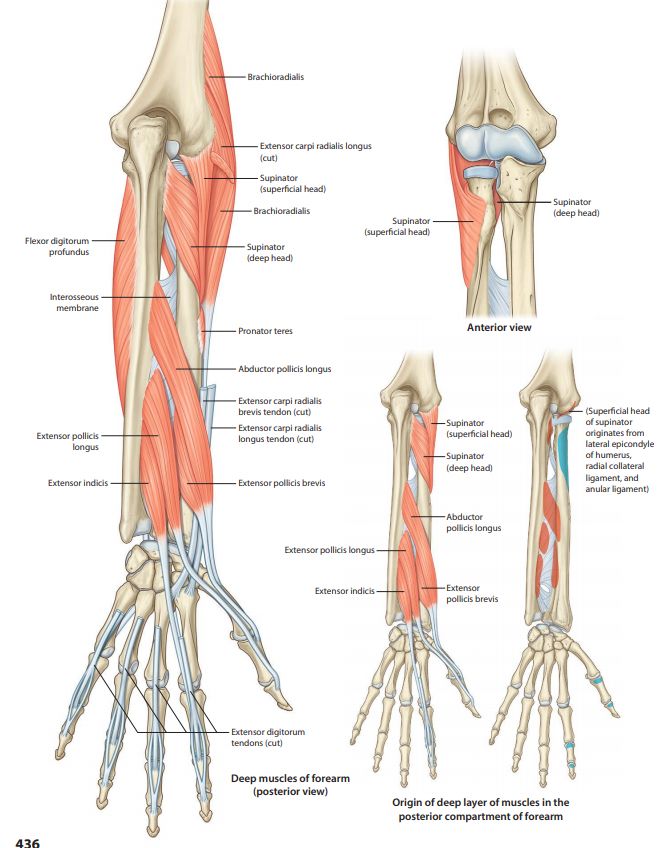 Brachioradialis
Extensor carpi radialis longus
(cut)
Supinator
(superficial head)
Brachioradialis
Flexor digitorum
profundus
Supinator
(deep head)
Interosseous
membrane
Pronator teres
Abductor pollicis longus
Extensor carpi radialis
brevis tendon (cut)
Extensor carpi radialis
longus tendon (cut)
Extensor pollicis
longus
Extensor indicis
Extensor pollicis brevis
Extensor digitorum
tendons (cut)
Deep muscles of forearm
(posterior view)
Supinator
(deep head)
Supinator
(superficial head)
Anterior view
Supinator
(superficial head)
Supinator
(deep head)
Abductor
pollicis longus
Extensor pollicis longus
Extensor indicis
Extensor
pollicis brevis
(Superficial head
of supinator
originates from
lateral epicondyle
of humerus,
radial collateral
ligament, and
anular ligament)
Origin of deep layer of muscles in the
posterior compartment of forearm
436